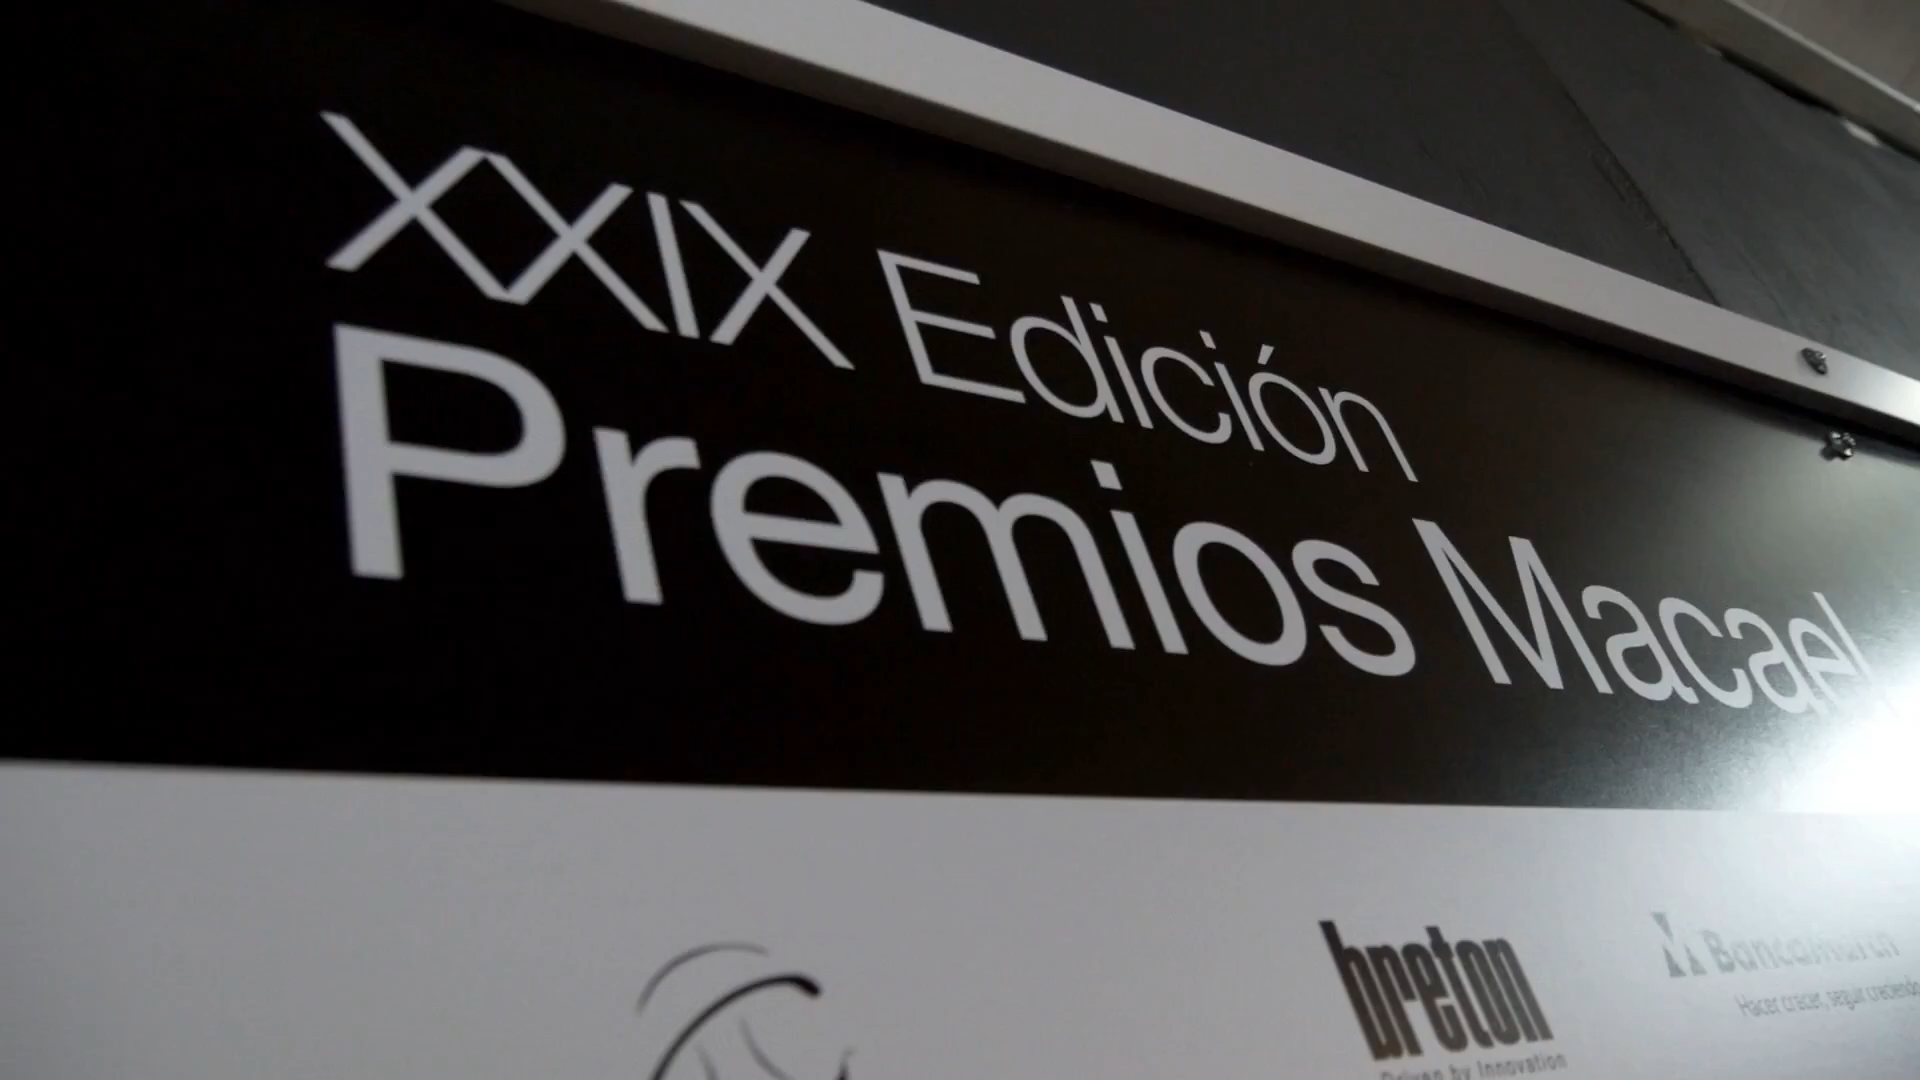 XXIX Edición
Premios Macael
breton
Driven by Innovation
BancaMarch
Hacer crecer, seguir creciendo